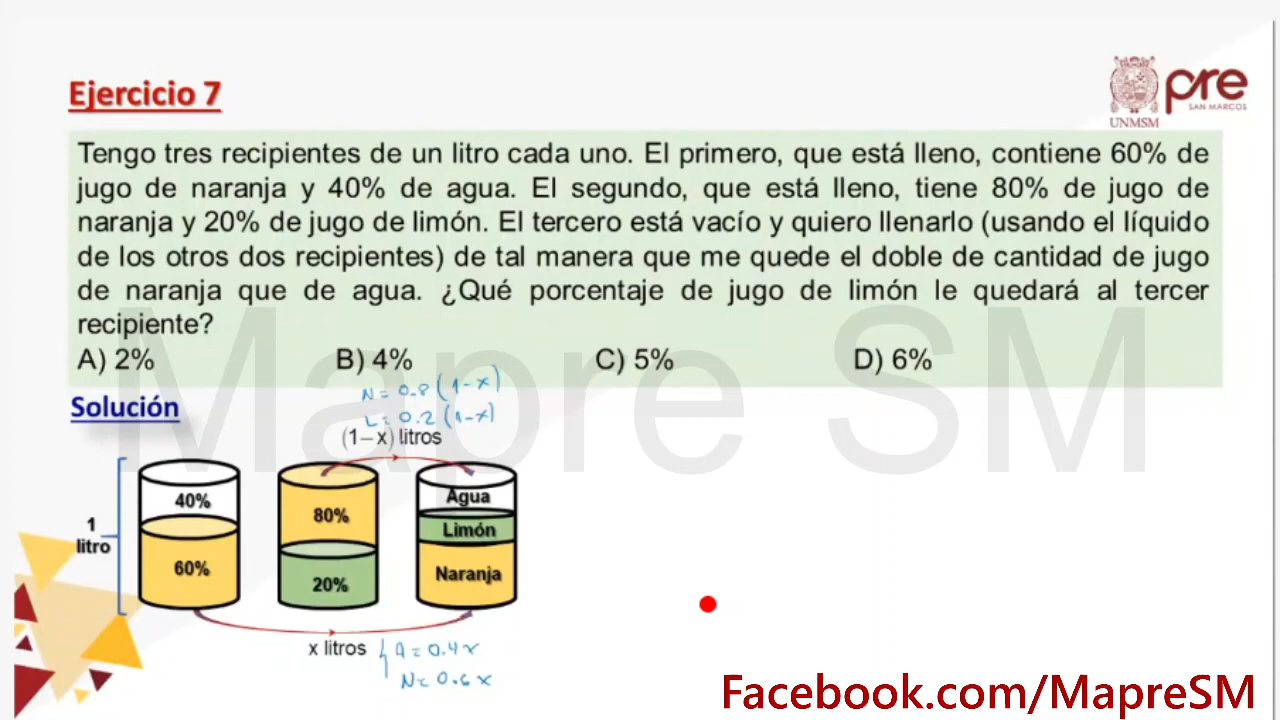 Ejercicio 7
UNMSM
pre
SAN MARCOS
Tengo tres recipientes de un litro cada uno. El primero, que está lleno, contiene 60% de
jugo de naranja y 40% de agua. El segundo, que está lleno, tiene 80% de jugo de
naranja y 20% de jugo de limón. El tercero está vacío y quiero llenarlo (usando el líquido
de los otros dos recipientes) de tal manera que me quede el doble de cantidad de jugo
de naranja que de agua. ¿Qué porcentaje de jugo de limón le quedará al tercer
recipiente?
A) 2% B) 4% C) 5% D) 6%
Mapre SM
Solución
N = 0.8 (1-x)
L = 0.2 (1-x)
(1–x) litros
1
litro
40%
60%
80%
20%
Agua
Limón
Naranja
x litros
A = 0.4x
N = 0.6x
Facebook.com/MapreSM